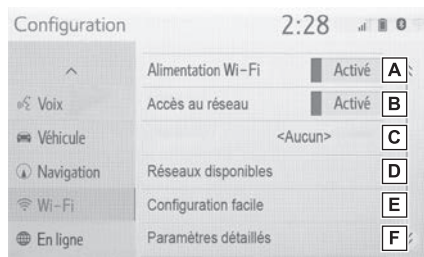 Configuration
2:28
Alimentation Wi-Fi Activé A
Voix
Accès au réseau Activé B
<Aucun> C
Véhicule
Navigation
Réseaux disponibles D
Wi-Fi
Configuration facile E
En ligne
Paramètres détaillés F